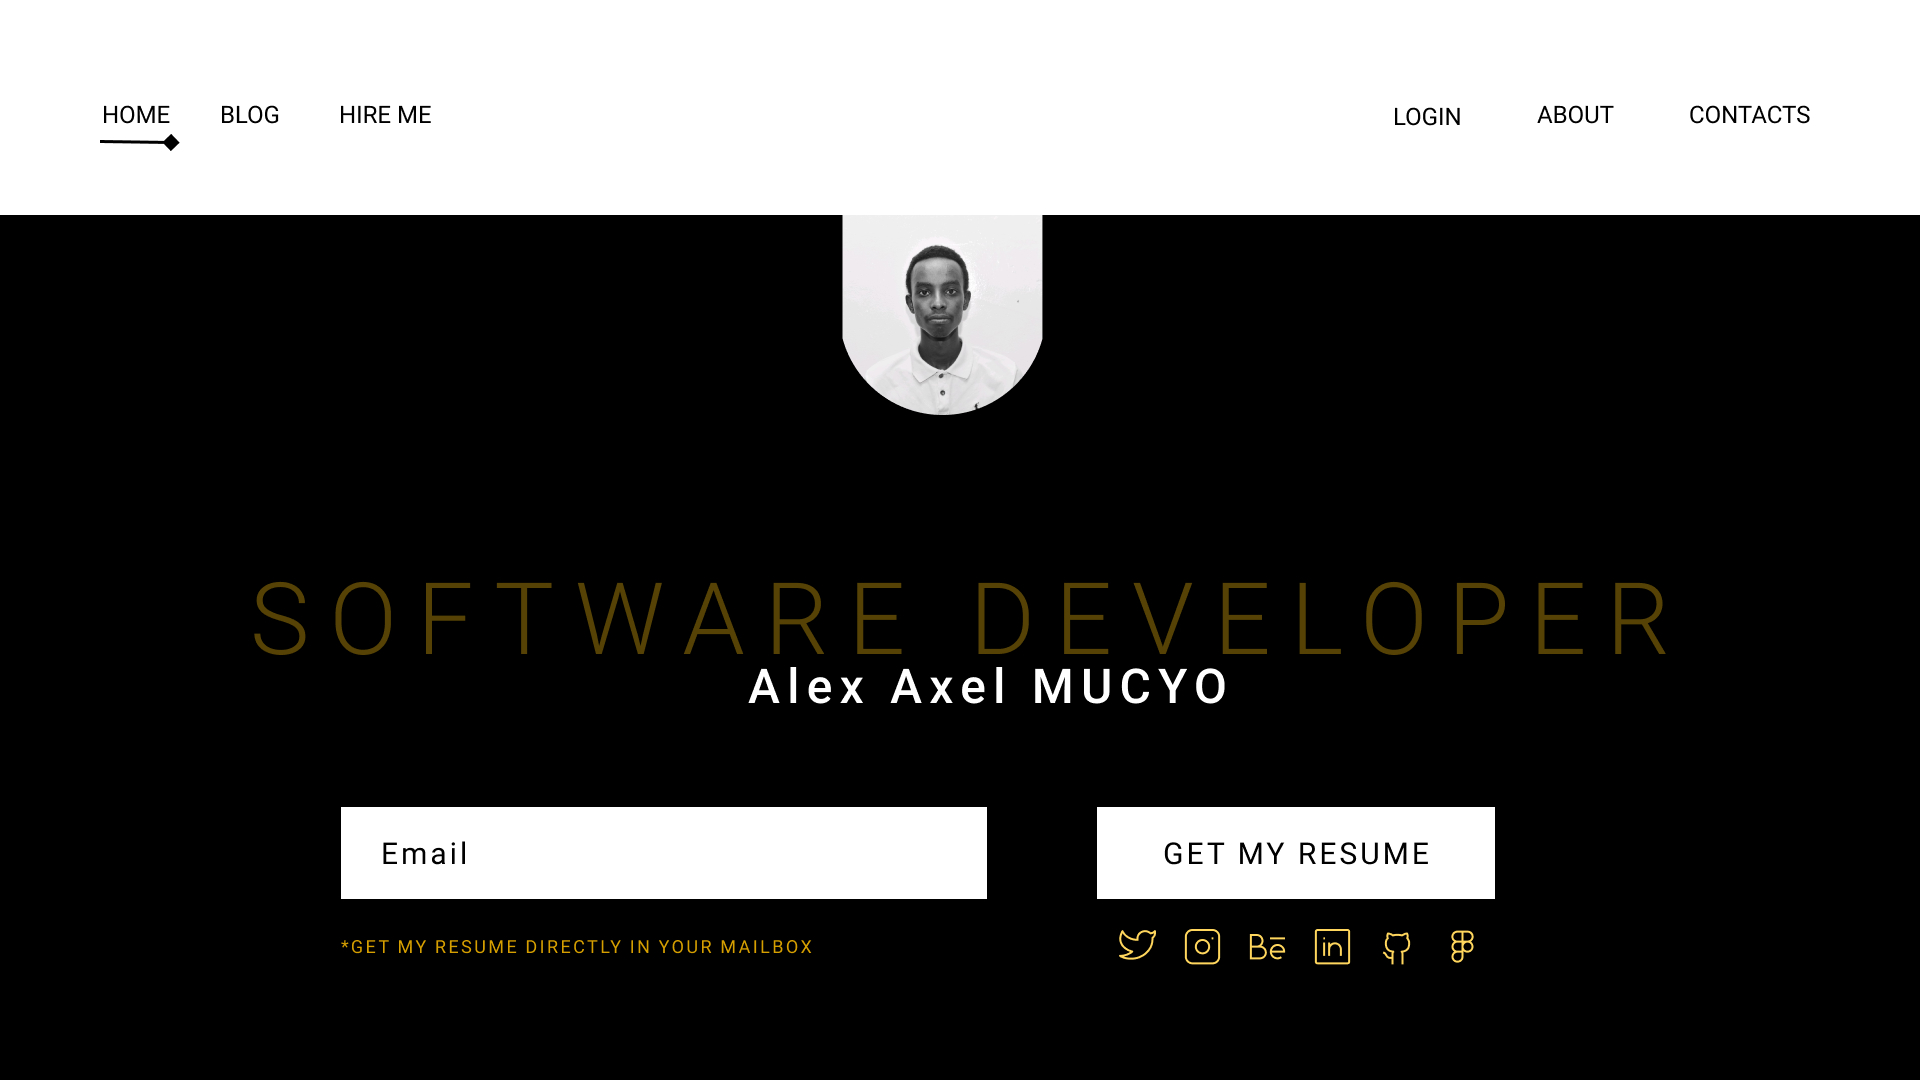 HOME BLOG HIRE ME LOGIN ABOUT CONTACTS
SOFTWARE DEVELOPER
Alex Axel MUCYO
Email GET MY RESUME
*GET MY RESUME DIRECTLY IN YOUR MAILBOX